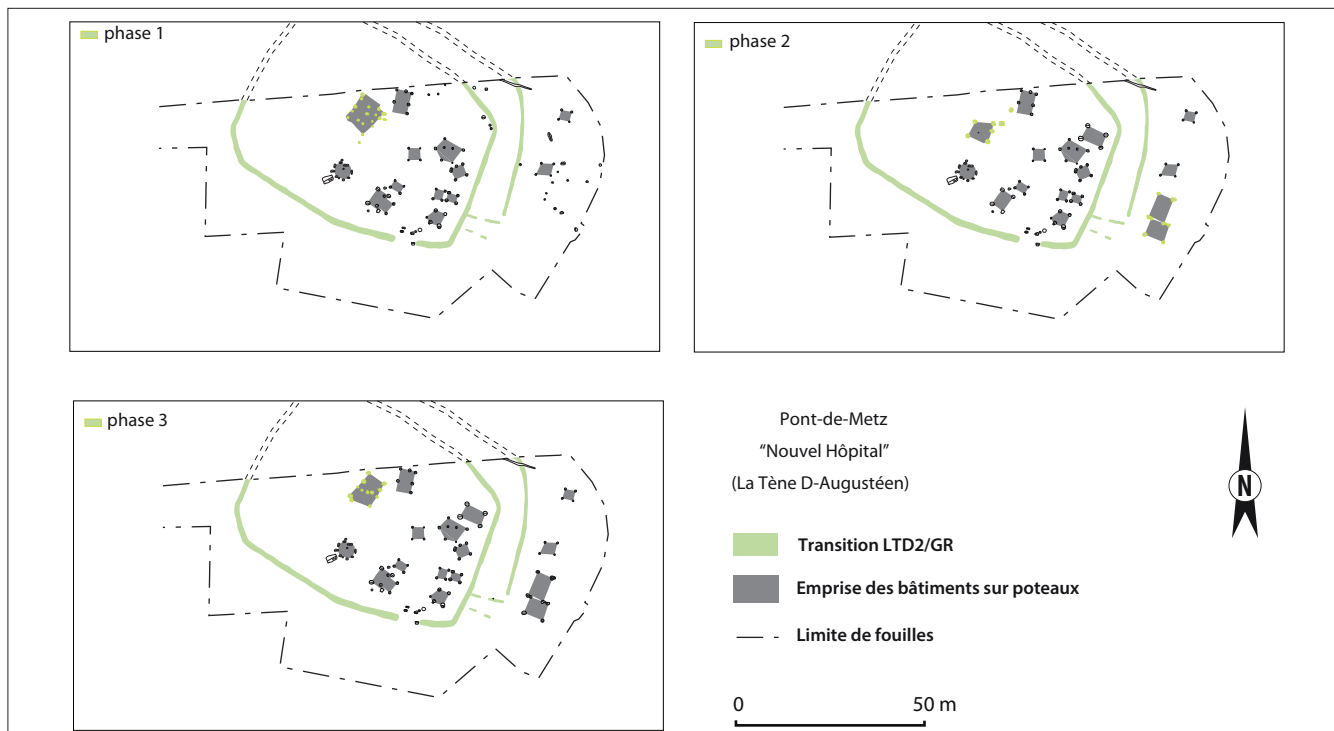 phase 1
phase 2
phase 3
Pont-de-Metz
“Nouvel Hôpital”
(La Tène D-Augustéen)
N
Transition LTD2/GR
Emprise des bâtiments sur poteaux
Limite de fouilles
0 50 m